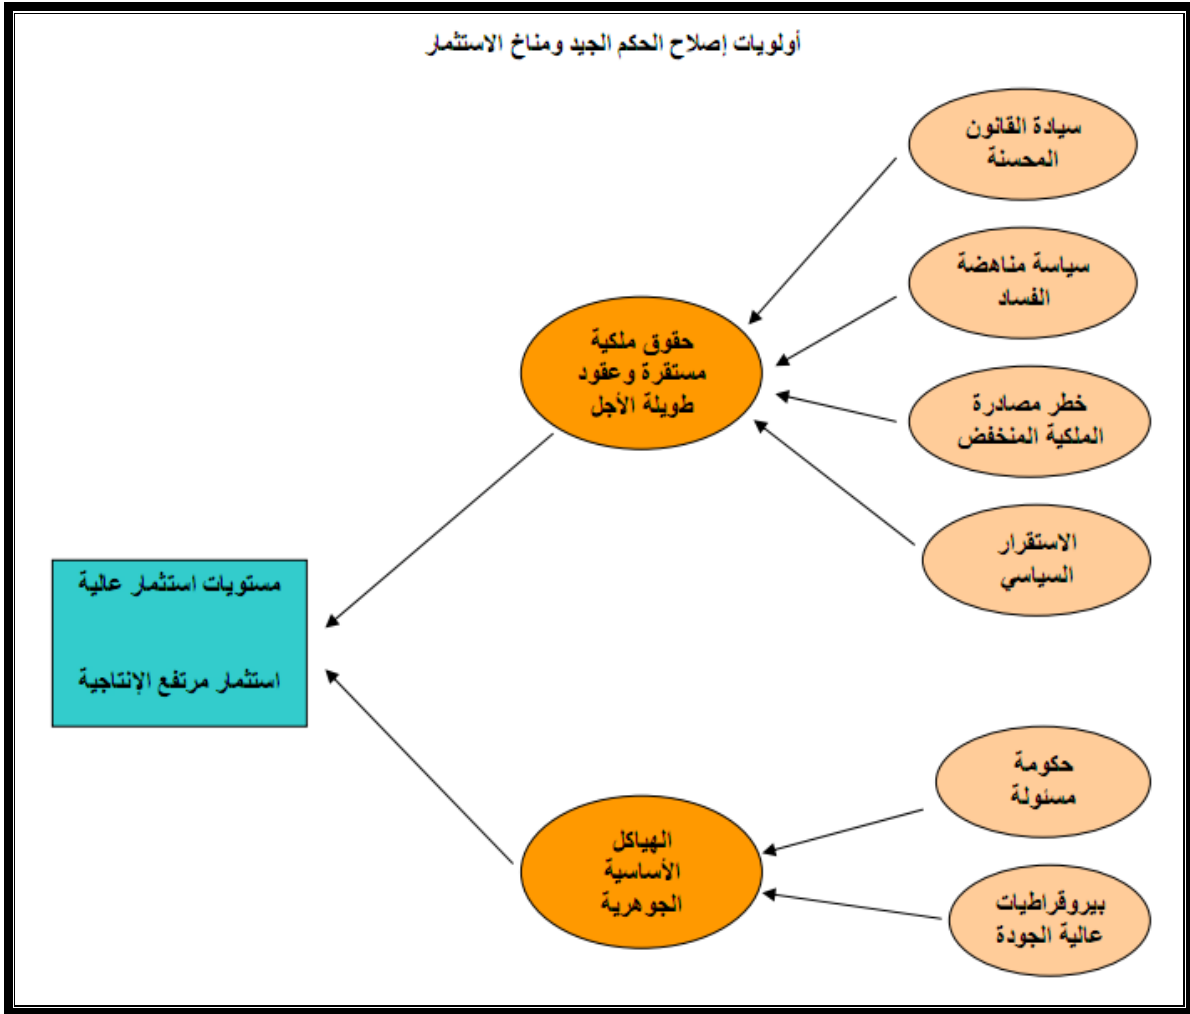 أولويات إصلاح الحكم الجيد ومناخ الاستثمار
سيادة القانون
المحسنة
سياسة مناهضة
الفساد
خطر مصادرة
الملكية المنخفض
الاستقرار
السياسي
حقوق ملكية
مستقرة وعقود
طويلة الأجل
مستويات استثمار عالية
استثمار مرتفع الإنتاجية
حكومة
مسئولة
بيروقراطيات
عالية الجودة
الهياكل
الأساسية
الجوهرية